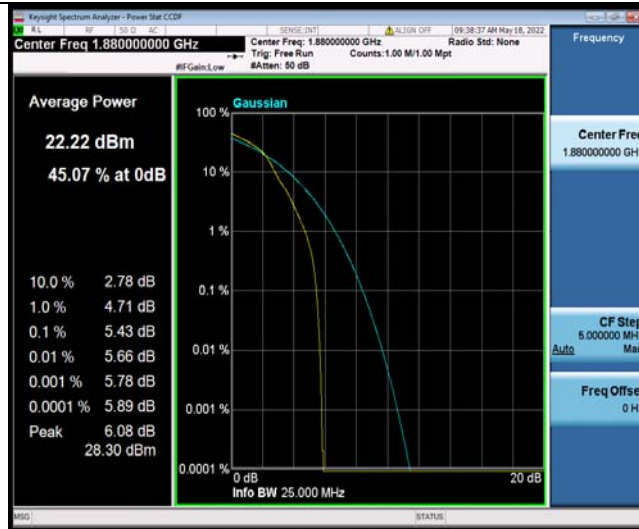 Keysight Spectrum Analyzer - Power Stat CCDF
RL RF 50 Ω AC SENSE:INT ALIGN OFF 09:38:37 AM May 18, 2022
Center Freq 1.880000000 GHz
Center Freq: 1.880000000 GHz Radio Std: None
Trig: Free Run Counts:1.00 M/1.00 Mpt
#IFGain:Low #Atten: 50 dB
Frequency
Average Power
22.22 dBm
45.07 % at 0dB
10.0 % 2.78 dB
1.0 % 4.71 dB
0.1 % 5.43 dB
0.01 % 5.66 dB
0.001 % 5.78 dB
0.0001 % 5.89 dB
Peak 6.08 dB
28.30 dBm
Gaussian
100 %
10 %
1 %
0.1 %
0.01 %
0.001 %
0.0001 %
0 dB 20 dB
Info BW 25.000 MHz
Center Fre
1.880000000 GH
CF Step
5.000000 MH
Auto Ma
Freq Offse
0 H
MSG STATUS